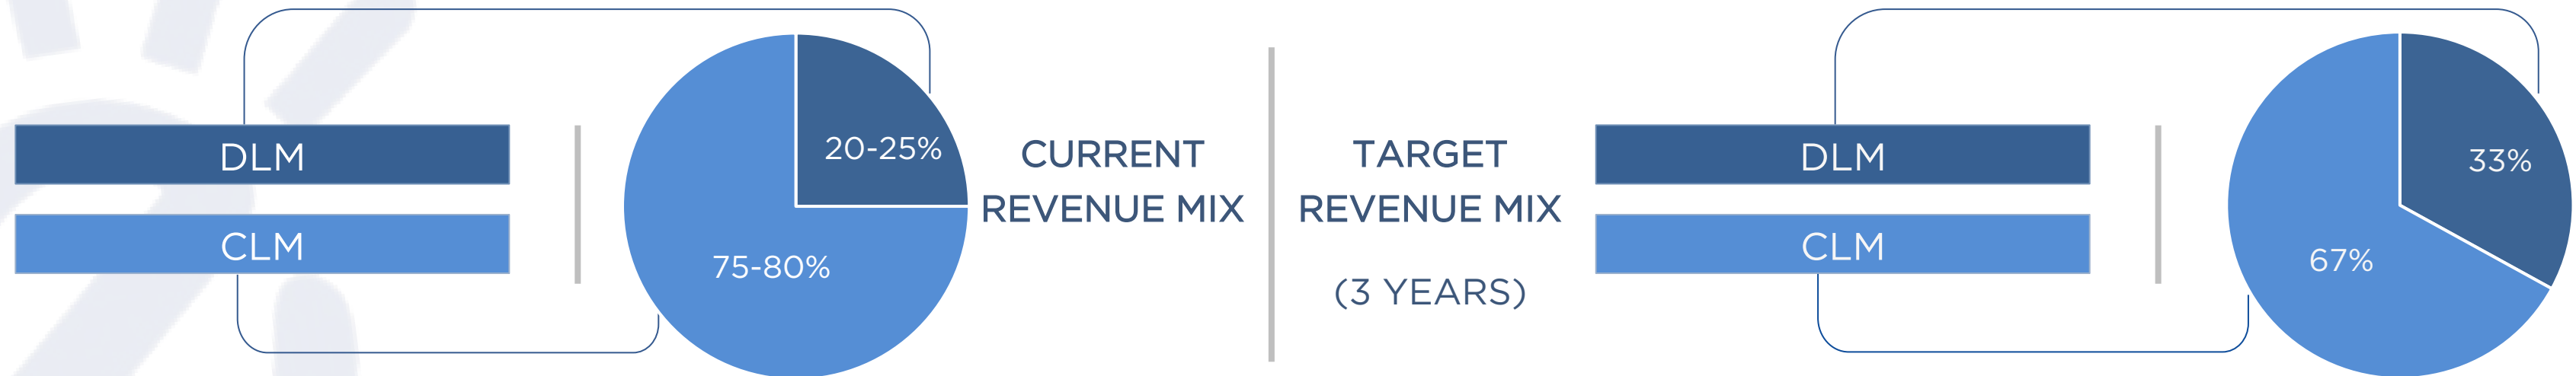 DLM
CLM
20-25%
75-80%
CURRENT
REVENUE MIX
TARGET
REVENUE MIX
(3 YEARS)
DLM
CLM
33%
67%